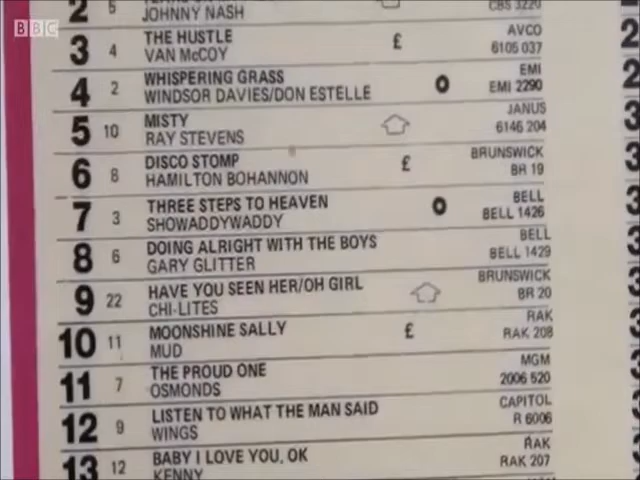 BBC
2 5 JOHNNY NASH CBS 3220
3 4 THE HUSTLE £ AVCO
VAN McCOY 6105 037
4 2 WHISPERING GRASS EMI
WINDSOR DAVIES/DON ESTELLE EMI 2290
5 10 MISTY JANUS
RAY STEVENS 6146 204
6 8 DISCO STOMP £ BRUNSWICK
HAMILTON BOHANNON BR 19
7 3 THREE STEPS TO HEAVEN BELL
SHOWADDYWADDY BELL 1426
8 6 DOING ALRIGHT WITH THE BOYS BELL
GARY GLITTER BELL 1429
9 22 HAVE YOU SEEN HER/OH GIRL BRUNSWICK
CHI-LITES BR 20
10 11 MOONSHINE SALLY £ RAK
MUD RAK 208
11 7 THE PROUD ONE MGM
OSMONDS 2006 520
12 9 LISTEN TO WHAT THE MAN SAID CAPITOL
WINGS R 6006
13 12 BABY I LOVE YOU, OK RAK
KENNY RAK 207